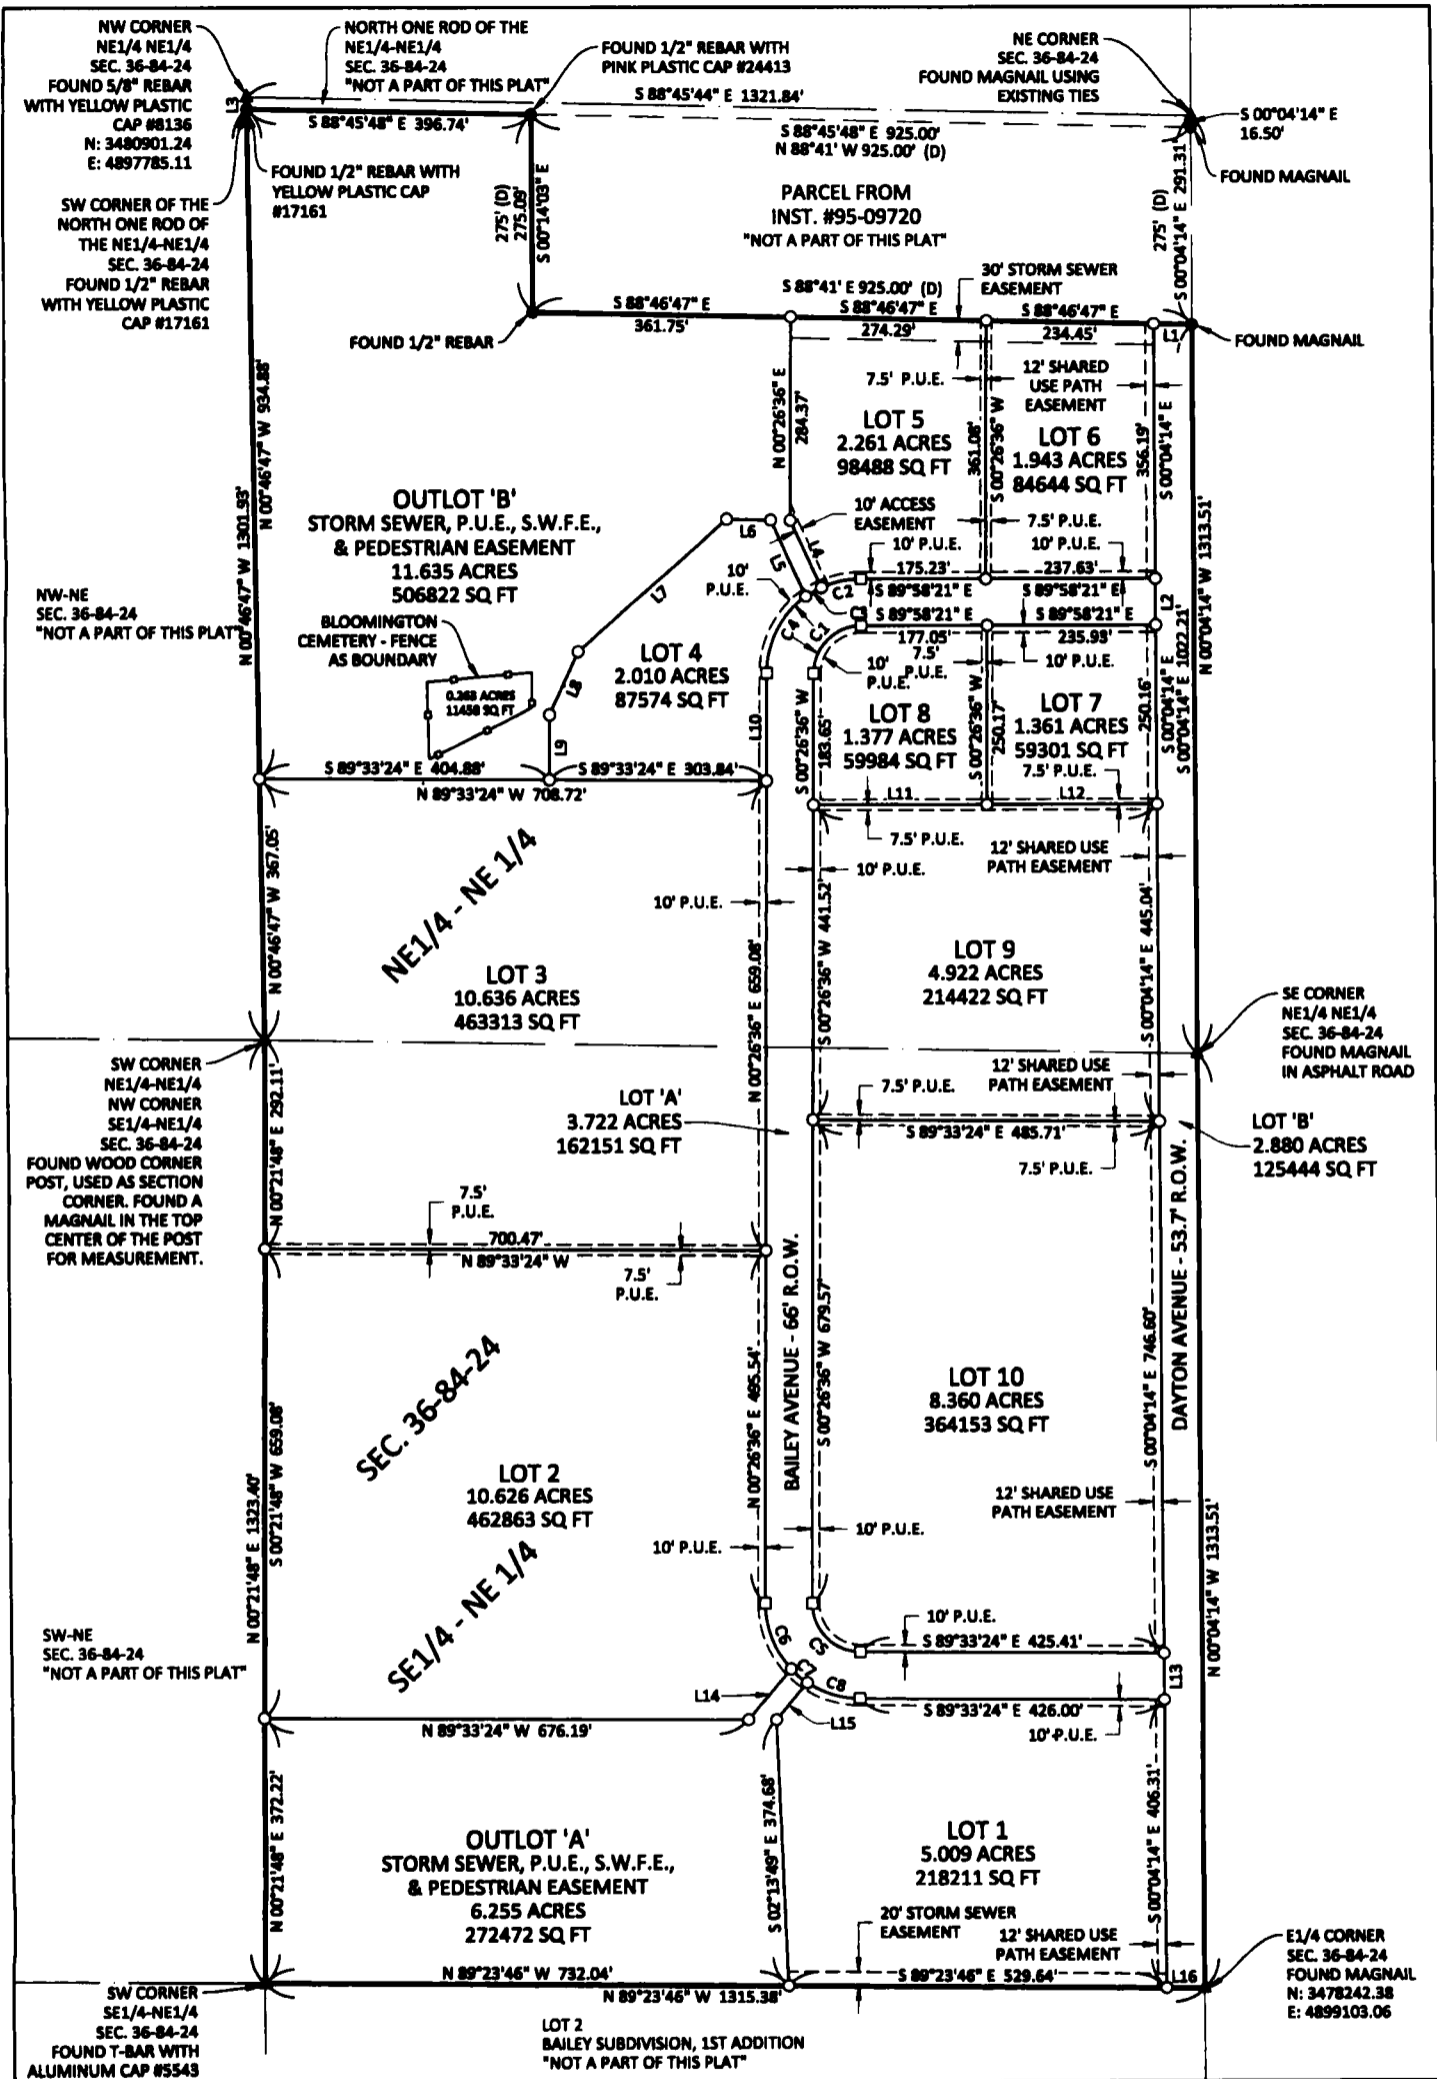 NW CORNER
NE1/4 NE1/4
SEC. 36-84-24
FOUND 5/8" REBAR
WITH YELLOW PLASTIC
CAP #8136
N: 3480901.24
E: 4897785.11
NORTH ONE ROD OF THE
NE1/4-NE1/4
SEC. 36-84-24
"NOT A PART OF THIS PLAT"
FOUND 1/2" REBAR WITH
PINK PLASTIC CAP #24413
NE CORNER
SEC. 36-84-24
FOUND MAGNAIL USING
EXISTING TIES
S 88°45'44" E 1321.84'
S 00°04'14" E
16.50'
L3
S 88°45'48" E 396.74'
S 88°45'48" E 925.00'
N 88°41' W 925.00' (D)
FOUND MAGNAIL
FOUND 1/2" REBAR WITH
YELLOW PLASTIC CAP
#17161
SW CORNER OF THE
NORTH ONE ROD OF
THE NE1/4-NE1/4
SEC. 36-84-24
FOUND 1/2" REBAR
WITH YELLOW PLASTIC
CAP #17161
275' (D)
275.09'
S 00°14'03" E
PARCEL FROM
INST. #95-09720
"NOT A PART OF THIS PLAT"
275' (D)
S 00°04'14" E 291.31'
30' STORM SEWER
EASEMENT
S 88°41' E 925.00' (D)
S 88°46'47" E
361.75'
S 88°46'47" E
274.29'
S 88°46'47" E
234.45'
L1
FOUND 1/2" REBAR
FOUND MAGNAIL
N 00°46'47" W 934.88'
N 00°46'47" W 1301.93'
7.5' P.U.E.
12' SHARED
USE PATH
EASEMENT
N 00°26'36" E
284.37'
LOT 5
2.261 ACRES
98488 SQ FT
361.08'
S 00°26'36" W
LOT 6
1.943 ACRES
84644 SQ FT
356.19'
S 00°04'14" E
N 00°04'14" W 1313.51'
OUTLOT 'B'
STORM SEWER, P.U.E., S.W.F.E.,
& PEDESTRIAN EASEMENT
11.635 ACRES
506822 SQ FT
10' ACCESS
EASEMENT
7.5' P.U.E.
L6
L5
L4
10' P.U.E.
10' P.U.E.
175.23'
S 89°58'21" E
237.63'
S 89°58'21" E
10'
P.U.E.
C2
C3
L2
L7
S 89°58'21" E
177.05'
S 89°58'21" E
235.93'
NW-NE
SEC. 36-84-24
"NOT A PART OF THIS PLAT"
BLOOMINGTON
CEMETERY - FENCE
AS BOUNDARY
C4
C1
7.5'
P.U.E.
10'
P.U.E.
10' P.U.E.
0.263 ACRES
11458 SQ FT
L8
LOT 4
2.010 ACRES
87574 SQ FT
LOT 8
1.377 ACRES
59984 SQ FT
LOT 7
1.361 ACRES
59301 SQ FT
7.5' P.U.E.
L9
L10
S 00°26'36" W
183.65'
S 00°26'36" W
250.17'
250.16'
S 00°04'14" E
S 00°04'14" E 1022.21'
S 89°33'24" E 404.88'
S 89°33'24" E 303.84'
N 89°33'24" W 708.72'
L11
L12
7.5' P.U.E.
12' SHARED USE
PATH EASEMENT
10' P.U.E.
10' P.U.E.
N 00°46'47" W 367.05'
NE1/4 - NE 1/4
LOT 3
10.636 ACRES
463313 SQ FT
N 00°26'36" E 659.08'
S 00°26'36" W 441.52'
LOT 9
4.922 ACRES
214422 SQ FT
S 00°04'14" E 445.04'
SE CORNER
NE1/4 NE1/4
SEC. 36-84-24
FOUND MAGNAIL
IN ASPHALT ROAD
SW CORNER
NE1/4-NE1/4
NW CORNER
SE1/4-NE1/4
SEC. 36-84-24
FOUND WOOD CORNER
POST, USED AS SECTION
CORNER. FOUND A
MAGNAIL IN THE TOP
CENTER OF THE POST
FOR MEASUREMENT.
N 00°21'48" E 292.11'
12' SHARED USE
PATH EASEMENT
7.5' P.U.E.
LOT 'A'
3.722 ACRES
162151 SQ FT
S 89°33'24" E 485.71'
7.5' P.U.E.
LOT 'B'
2.880 ACRES
125444 SQ FT
7.5'
P.U.E.
700.47'
N 89°33'24" W
7.5'
P.U.E.
BAILEY AVENUE - 66' R.O.W.
DAYTON AVENUE - 53.7' R.O.W.
SEC. 36-84-24
N 00°26'36" E 495.54'
S 00°26'36" W 679.57'
LOT 10
8.360 ACRES
364153 SQ FT
S 00°04'14" E 746.60'
N 00°21'48" E 1323.40'
S 00°21'48" W 659.08'
LOT 2
10.626 ACRES
462863 SQ FT
12' SHARED USE
PATH EASEMENT
10' P.U.E.
10' P.U.E.
SE1/4 - NE 1/4
N 00°04'14" W 1313.51'
SW-NE
SEC. 36-84-24
"NOT A PART OF THIS PLAT"
10' P.U.E.
S 89°33'24" E 425.41'
C6
C5
C7
C8
L13
L14
L15
S 89°33'24" E 426.00'
10' P.U.E.
N 89°33'24" W 676.19'
N 00°21'48" E 372.22'
S 02°13'49" E 374.68'
OUTLOT 'A'
STORM SEWER, P.U.E., S.W.F.E.,
& PEDESTRIAN EASEMENT
6.255 ACRES
272472 SQ FT
LOT 1
5.009 ACRES
218211 SQ FT
S 00°04'14" E 406.31'
20' STORM SEWER
EASEMENT
12' SHARED USE
PATH EASEMENT
E1/4 CORNER
SEC. 36-84-24
FOUND MAGNAIL
N: 3478242.38
E: 4899103.06
N 89°23'46" W 732.04'
S 89°23'46" E 529.64'
L16
N 89°23'46" W 1315.38'
SW CORNER
SE1/4-NE1/4
SEC. 36-84-24
FOUND T-BAR WITH
ALUMINUM CAP #5543
LOT 2
BAILEY SUBDIVISION, 1ST ADDITION
"NOT A PART OF THIS PLAT"